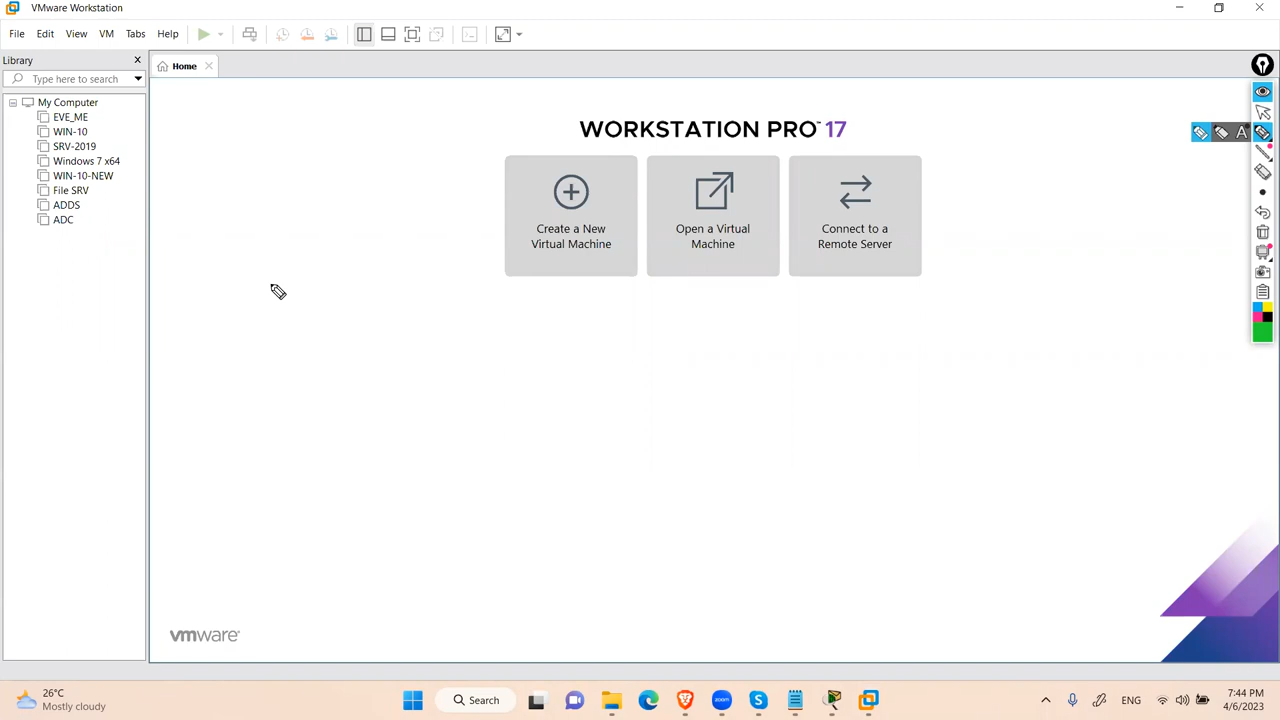 VMware Workstation
File Edit View VM Tabs Help
Library
Type here to search
Home
My Computer
EVE_ME
WIN-10
SRV-2019
Windows 7 x64
WIN-10-NEW
File SRV
ADDS
ADC
WORKSTATION PRO™ 17
Create a New
Virtual Machine
Open a Virtual
Machine
Connect to a
Remote Server
A
vmware®
26°C
Mostly cloudy
Search
zoom
ENG
7:44 PM
4/6/2023